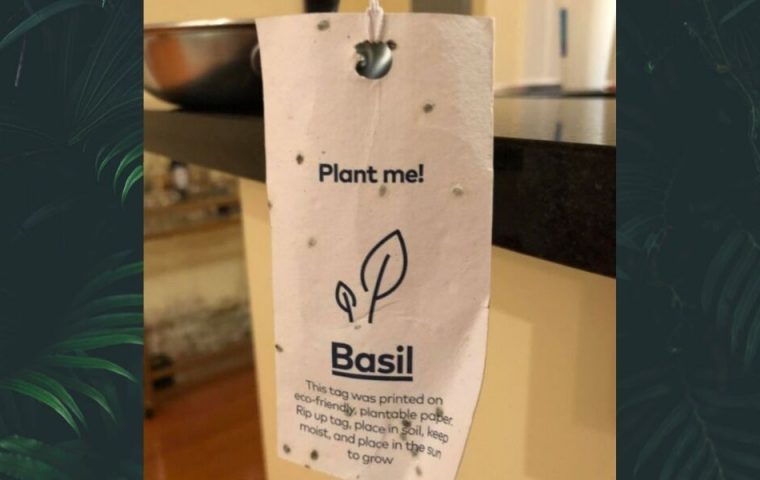 Plant me!
Basil
This tag was printed on
eco-friendly, plantable paper.
Rip up tag, place in soil, keep
moist, and place in the sun
to grow